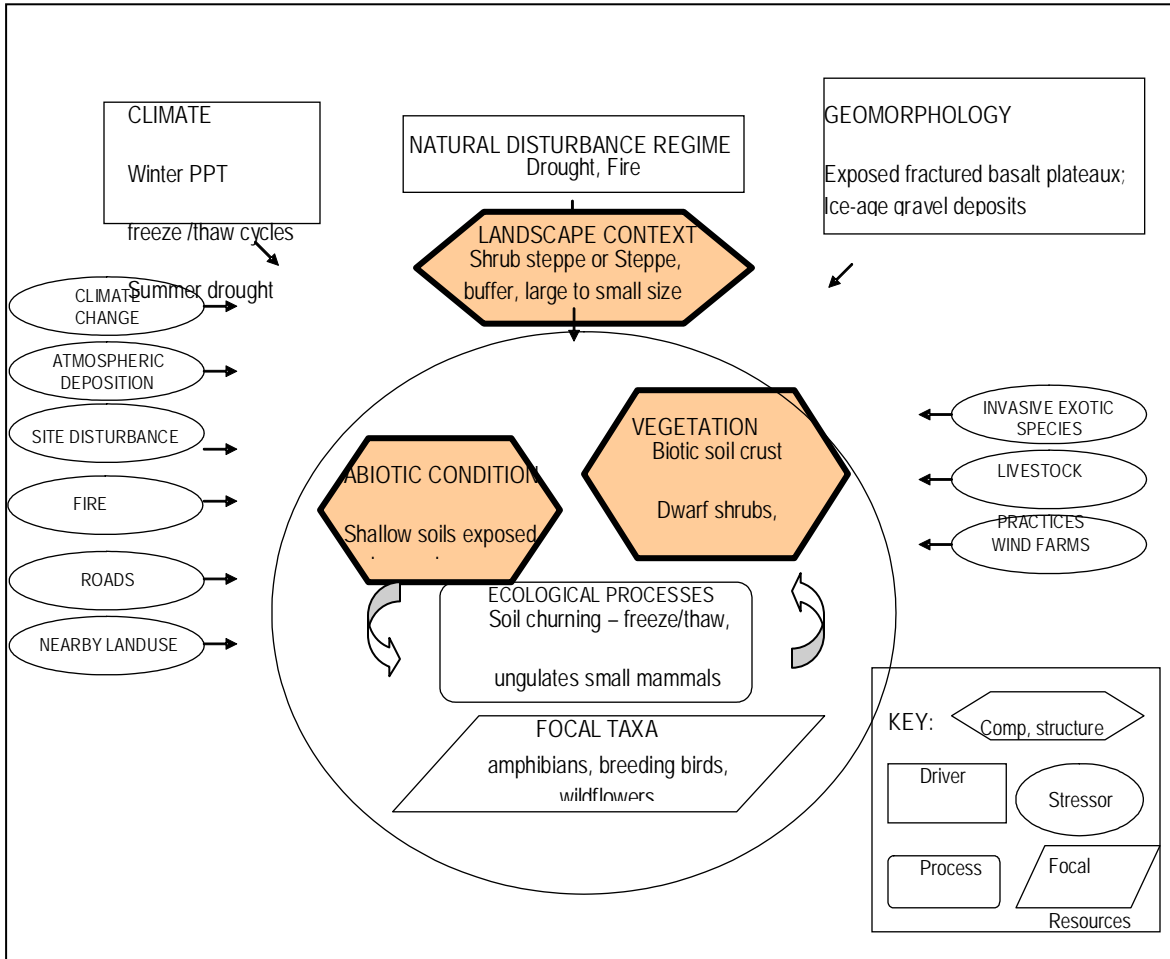 CLIMATE
Winter PPT
freeze /thaw cycles
Summer drought
NATURAL DISTURBANCE REGIME
Drought, Fire
GEOMORPHOLOGY
Exposed fractured basalt plateaux;
Ice-age gravel deposits
LANDSCAPE CONTEXT
Shrub steppe or Steppe,
buffer, large to small size
CLIMATE
CHANGE
ATMOSPHERIC
DEPOSITION
SITE DISTURBANCE
FIRE
ROADS
NEARBY LANDUSE
ABIOTIC CONDITION
Shallow soils exposed
VEGETATION
Biotic soil crust
Dwarf shrubs,
INVASIVE EXOTIC
SPECIES
LIVESTOCK
PRACTICES
WIND FARMS
ECOLOGICAL PROCESSES
Soil churning – freeze/thaw,
ungulates small mammals
FOCAL TAXA
amphibians, breeding birds,
wildflowers
KEY:
Comp, structure
Driver
Stressor
Process
Focal
Resources